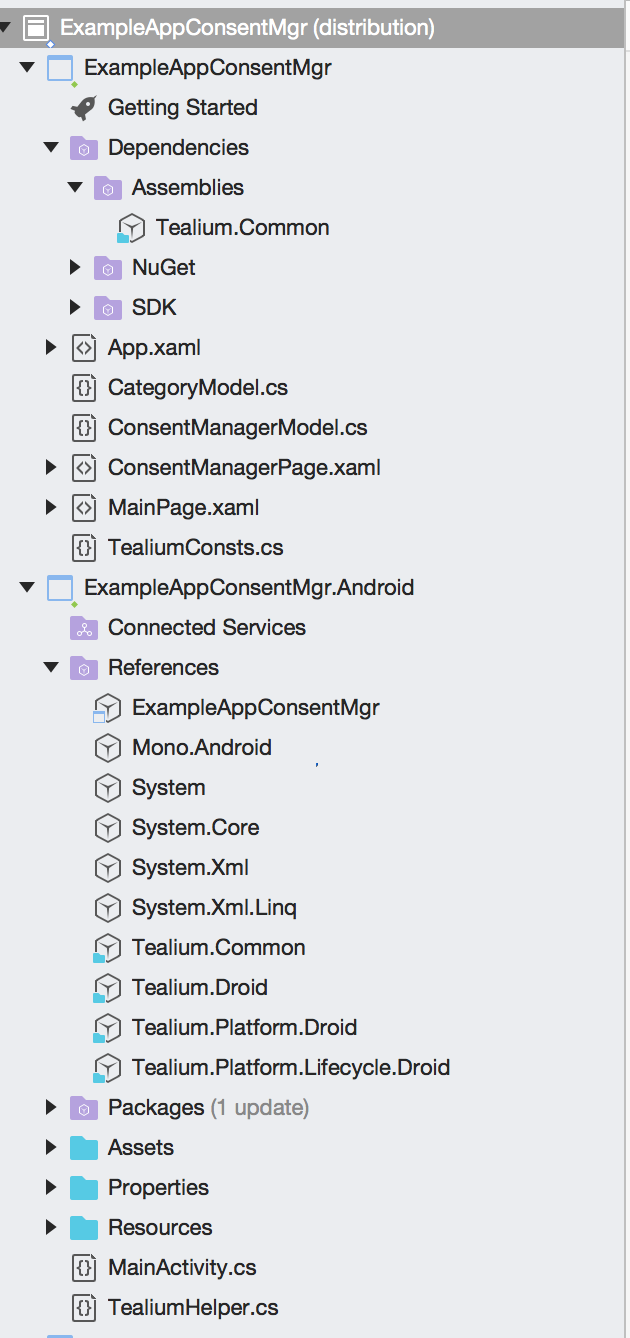 ExampleAppConsentMgr (distribution)
ExampleAppConsentMgr
Getting Started
Dependencies
Assemblies
Tealium.Common
NuGet
SDK
App.xaml
CategoryModel.cs
ConsentManagerModel.cs
ConsentManagerPage.xaml
MainPage.xaml
TealiumConsts.cs
ExampleAppConsentMgr.Android
Connected Services
References
ExampleAppConsentMgr
Mono.Android
System
System.Core
System.Xml
System.Xml.Linq
Tealium.Common
Tealium.Droid
Tealium.Platform.Droid
Tealium.Platform.Lifecycle.Droid
Packages (1 update)
Assets
Properties
Resources
MainActivity.cs
TealiumHelper.cs